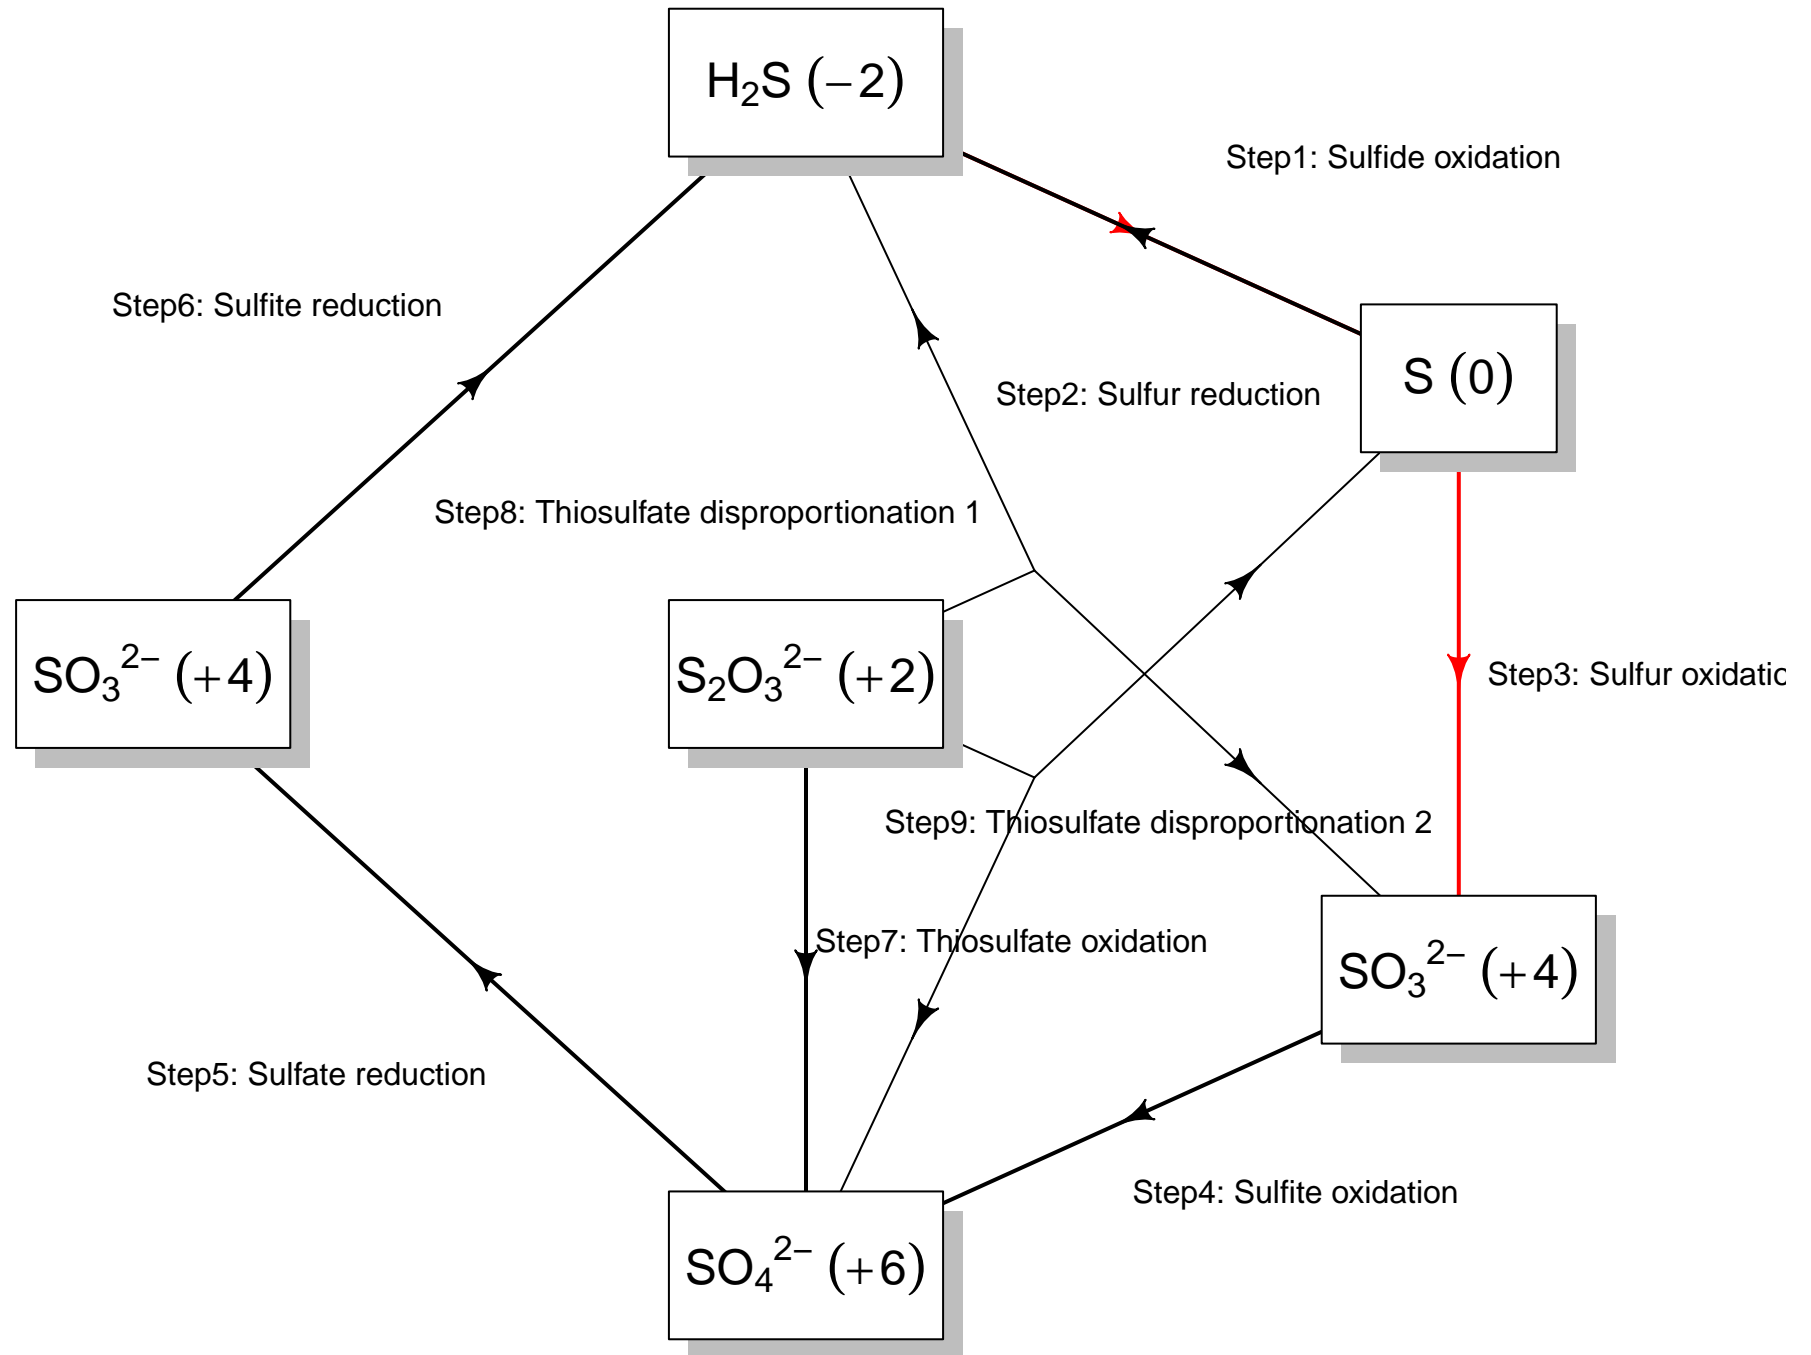 H₂S (−2)
Step1: Sulfide oxidation
Step6: Sulfite reduction
S (0)
Step2: Sulfur reduction
Step8: Thiosulfate disproportionation 1
SO₃²⁻ (+4)
S₂O₃²⁻ (+2)
Step3: Sulfur oxidatio
Step9: Thiosulfate disproportionation 2
Step7: Thiosulfate oxidation
SO₃²⁻ (+4)
Step5: Sulfate reduction
Step4: Sulfite oxidation
SO₄²⁻ (+6)